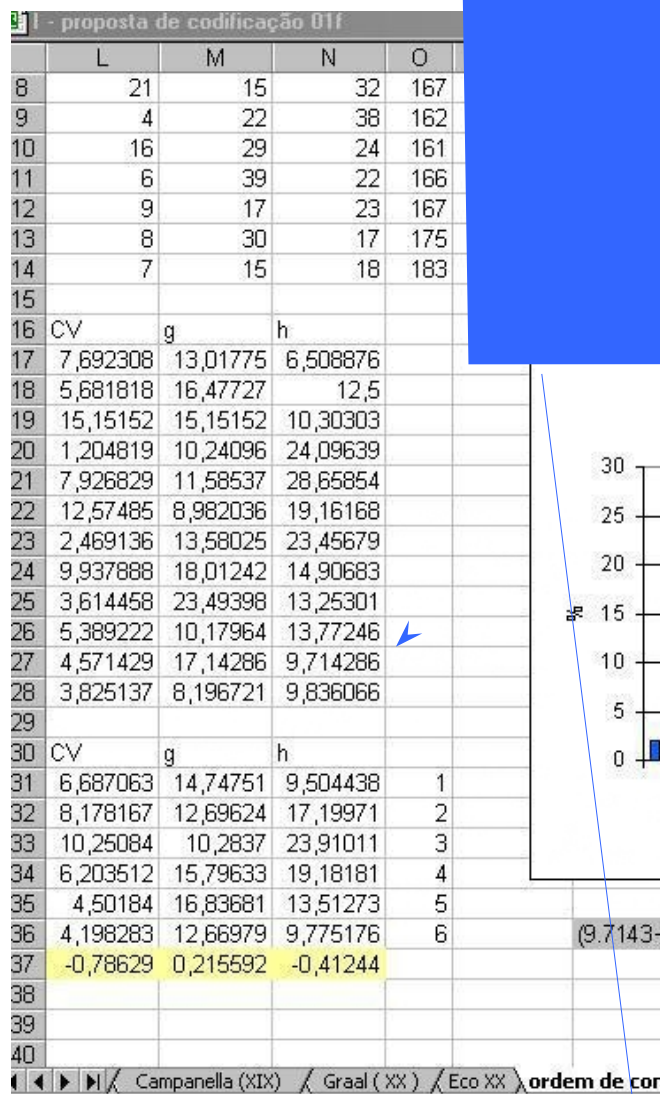 - proposta de codificação 01f
L M N O
8 21 15 32 167
9 4 22 38 162
10 16 29 24 161
11 6 39 22 166
12 9 17 23 167
13 8 30 17 175
14 7 15 18 183
15
16 CV g h
17 7,692308 13,01775 6,508876
18 5,681818 16,47727 12,5
19 15,15152 15,15152 10,30303
20 1,204819 10,24096 24,09639
21 7,926829 11,58537 28,65854
22 12,57485 8,982036 19,16168
23 2,469136 13,58025 23,45679
24 9,937888 18,01242 14,90683
25 3,614458 23,49398 13,25301
26 5,389222 10,17964 13,77246
27 4,571429 17,14286 9,714286
28 3,825137 8,196721 9,836066
29
30 CV g h
31 6,687063 14,74751 9,504438 1
32 8,178167 12,69624 17,19971 2
33 10,25084 10,2837 23,91011 3
34 6,203512 15,79633 19,18181 4
35 4,50184 16,83681 13,51273 5
36 4,198283 12,66979 9,775176 6 (9.7143-
37 -0,78629 0,215592 -0,41244
38
39
40
30
25
20
% 15
10
5
0
Campanella (XIX) Graal ( XX ) Eco XX ordem de cor